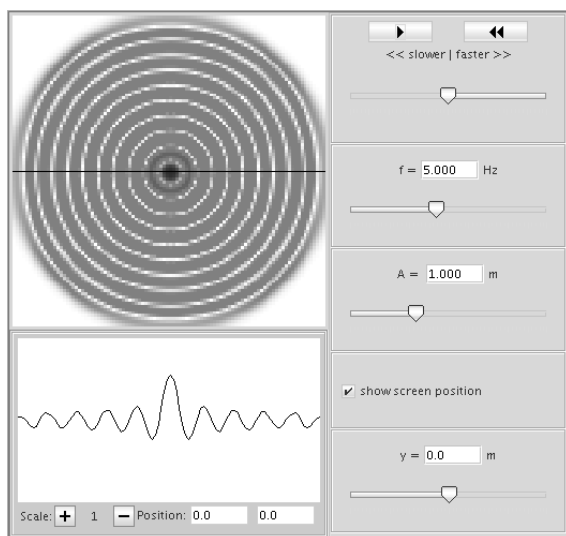 << slower | faster >>
f = 5.000 Hz
A = 1.000 m
show screen position
y = 0.0 m
Scale: + 1 − Position: 0.0 0.0